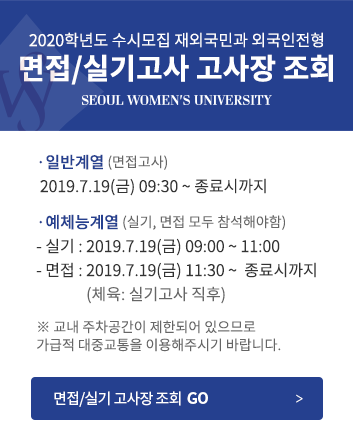 2020학년도 수시모집 재외국민과 외국인전형
면접/실기고사 고사장 조회
SEOUL WOMEN'S UNIVERSITY
·일반계열 (면접고사)
2019.7.19(금) 09:30 ~ 종료시까지
·예체능계열 (실기, 면접 모두 참석해야함)
- 실기 : 2019.7.19(금) 09:00 ~ 11:00
- 면접 : 2019.7.19(금) 11:30 ~ 종료시까지
(체육: 실기고사 직후)
※ 교내 주차공간이 제한되어 있으므로
가급적 대중교통을 이용해주시기 바랍니다.
면접/실기 고사장 조회 GO >